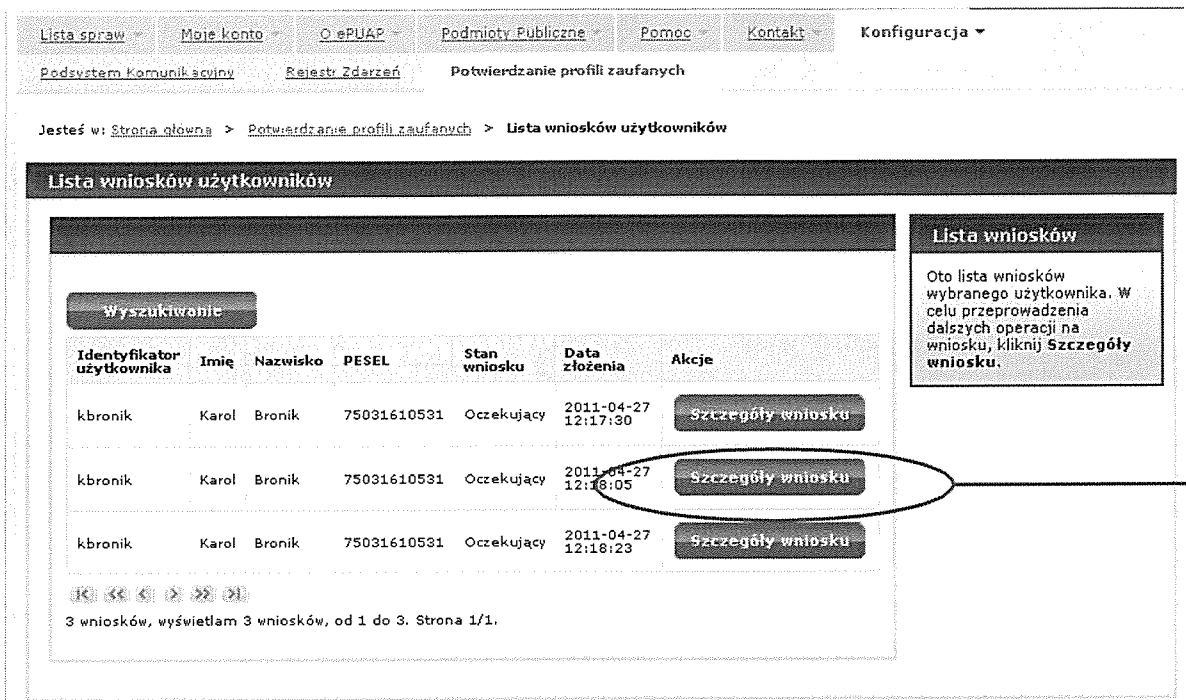 Lista spraw Moje konto O ePUAP Podmioty Publiczne Pomoc Kontakt Konfiguracja
Podsystem Komunikacyjny Rejestr Zdarzeń Potwierdzanie profili zaufanych
Jesteś w: Strona główna > Potwierdzanie profili zaufanych > Lista wniosków użytkowników
Lista wniosków użytkowników
Wyszukiwanie
Identyfikator użytkownika Imię Nazwisko PESEL Stan wniosku Data złożenia Akcje
kbronik Karol Bronik 75031610531 Oczekujący 2011-04-27 12:17:30 Szczegóły wniosku
kbronik Karol Bronik 75031610531 Oczekujący 2011-04-27 12:18:05 Szczegóły wniosku
kbronik Karol Bronik 75031610531 Oczekujący 2011-04-27 12:18:23 Szczegóły wniosku
3 wniosków, wyświetlam 3 wniosków, od 1 do 3. Strona 1/1.
Lista wniosków
Oto lista wniosków
wybranego użytkownika. W
celu przeprowadzenia
dalszych operacji na
wniosku, kliknij Szczegóły
wniosku.